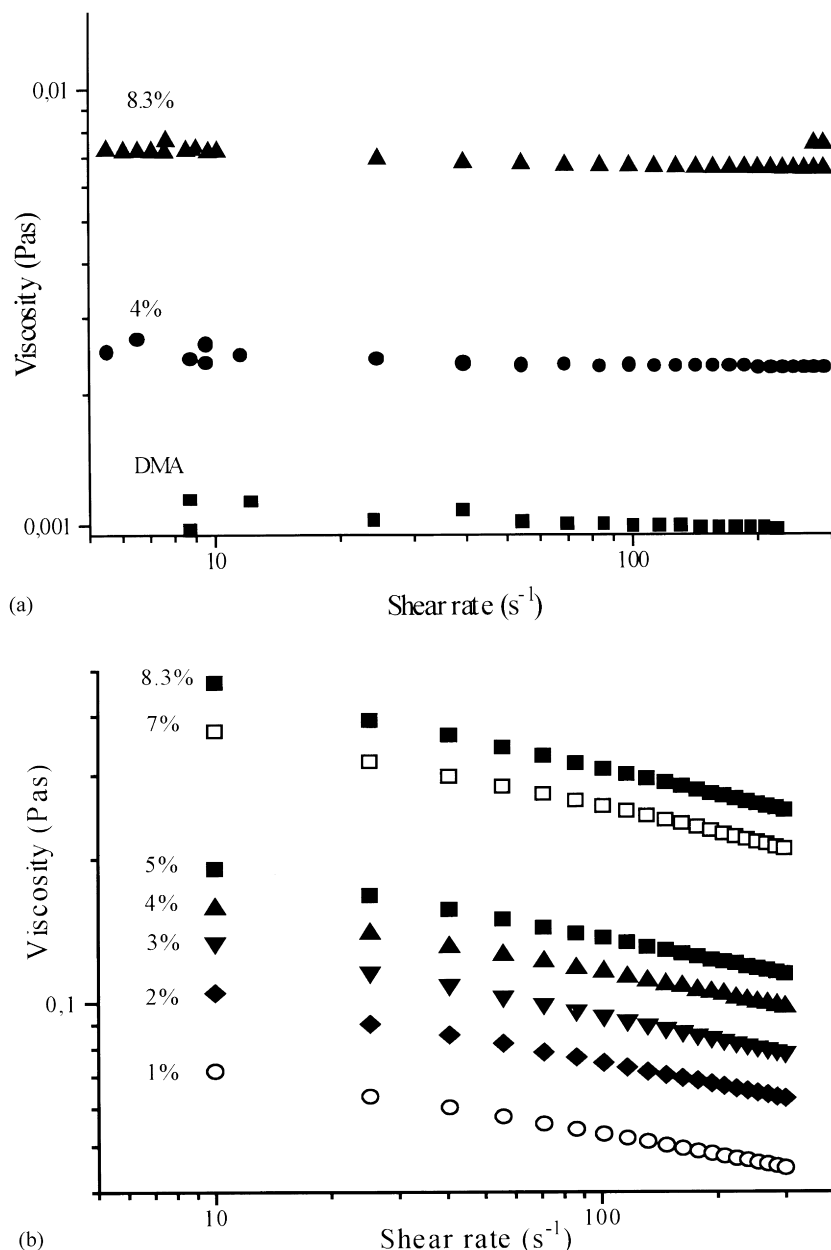 0,01
8.3%
Viscosity (Pas)
4%
DMA
0,001
10
100
(a)
Shear rate (s⁻¹)
8.3%
7%
Viscosity (Pas)
5%
4%
3%
0,1
2%
1%
10
100
(b)
Shear rate (s⁻¹)